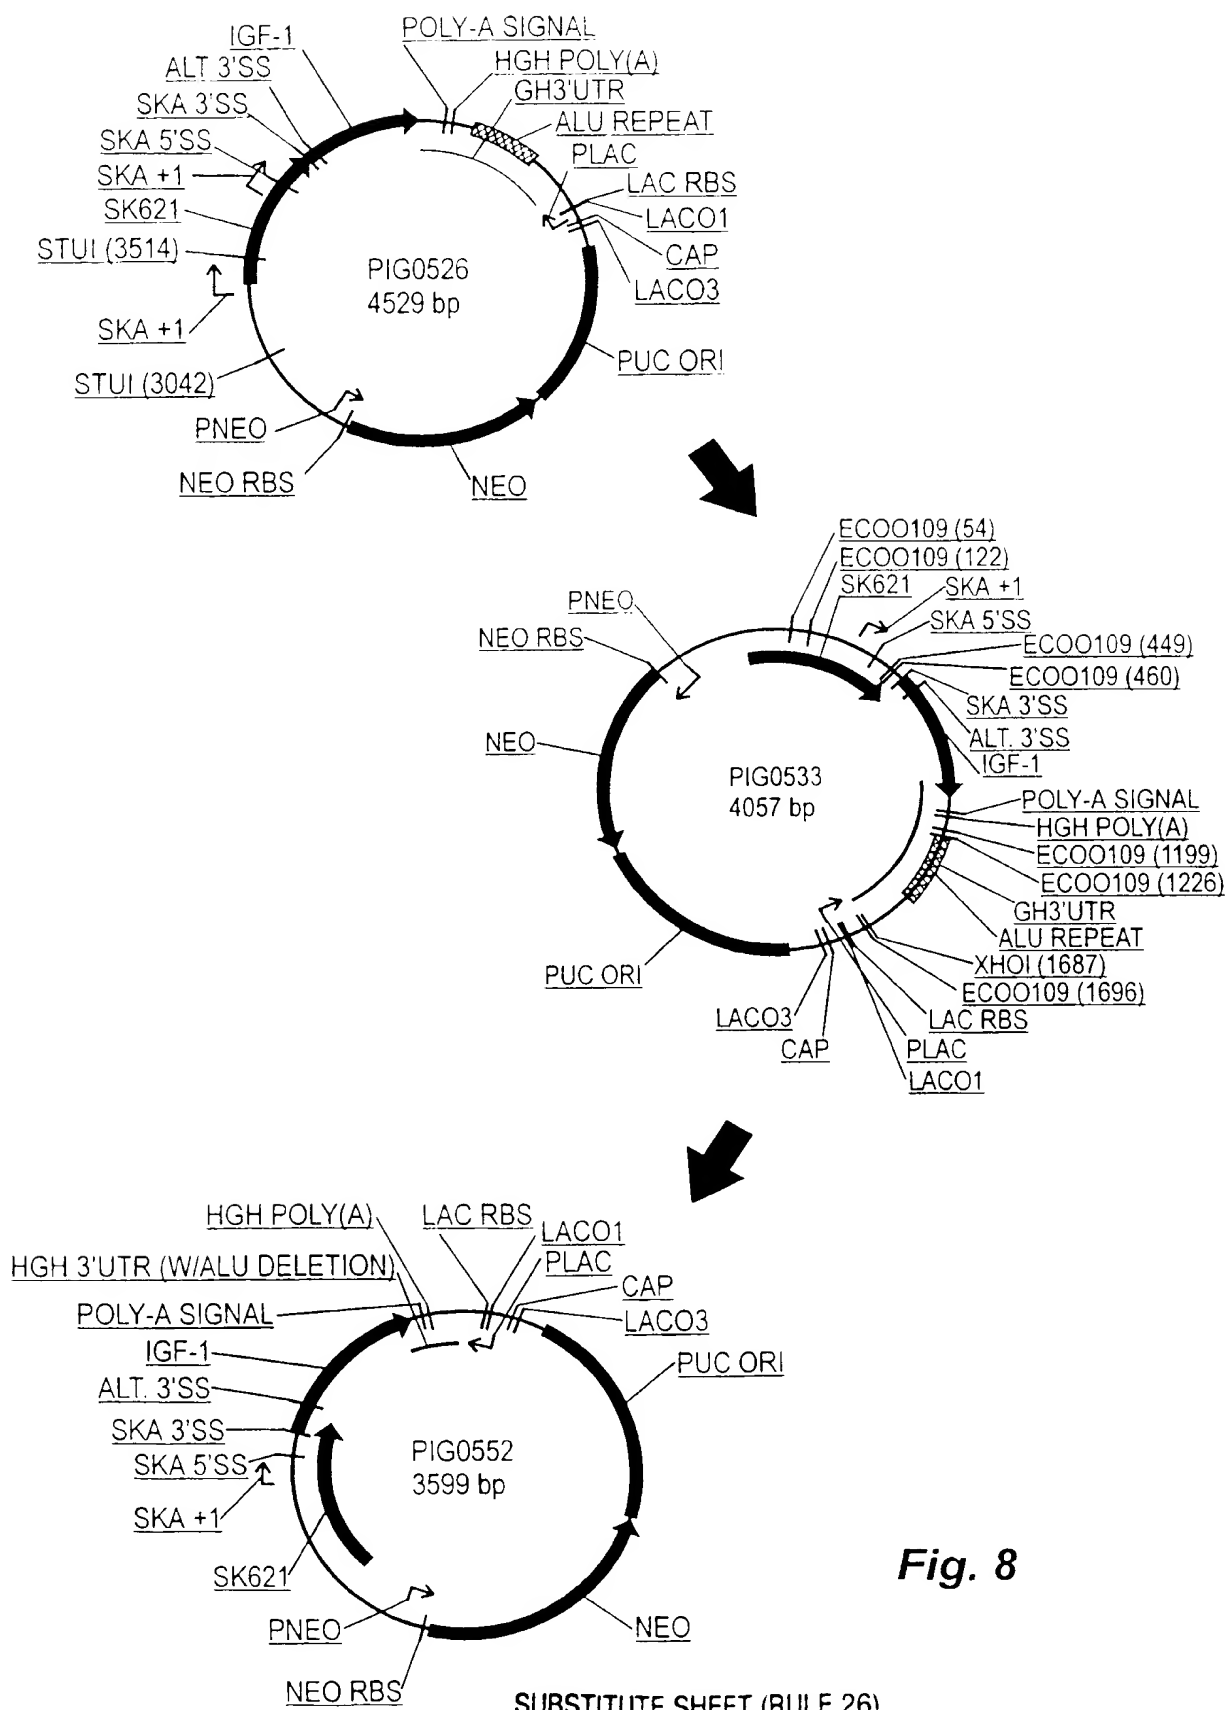 IGF-1
ALT 3'SS
SKA 3'SS
SKA 5'SS
SKA +1
SK621
STUI (3514)
SKA +1
STUI (3042)
PNEO
NEO RBS
NEO
POLY-A SIGNAL
HGH POLY(A)
GH3'UTR
ALU REPEAT
PLAC
LAC RBS
LACO1
CAP
LACO3
PUC ORI
PIG0526
4529 bp
ECOO109 (54)
ECOO109 (122)
SK621
SKA +1
SKA 5'SS
ECOO109 (449)
ECOO109 (460)
SKA 3'SS
ALT. 3'SS
IGF-1
POLY-A SIGNAL
HGH POLY(A)
ECOO109 (1199)
ECOO109 (1226)
GH3'UTR
ALU REPEAT
XHOI (1687)
ECOO109 (1696)
LAC RBS
PLAC
LACO1
CAP
LACO3
PUC ORI
NEO
NEO RBS
PNEO
PIG0533
4057 bp
HGH POLY(A)
HGH 3'UTR (W/ALU DELETION)
POLY-A SIGNAL
IGF-1
ALT. 3'SS
SKA 3'SS
SKA 5'SS
SKA +1
SK621
PNEO
NEO RBS
LAC RBS
LACO1
PLAC
CAP
LACO3
PUC ORI
NEO
PIG0552
3599 bp
Fig. 8
SUBSTITUTE SHEET (RULE 26)